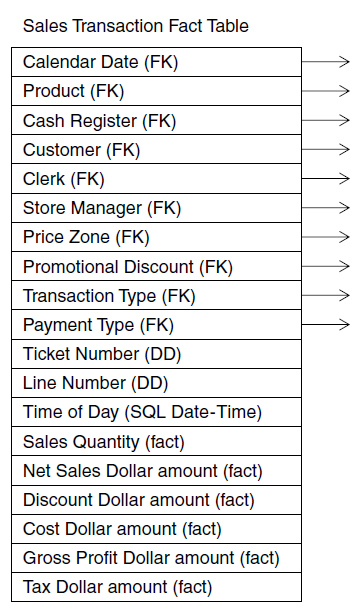 Sales Transaction Fact Table
Calendar Date (FK)
Product (FK)
Cash Register (FK)
Customer (FK)
Clerk (FK)
Store Manager (FK)
Price Zone (FK)
Promotional Discount (FK)
Transaction Type (FK)
Payment Type (FK)
Ticket Number (DD)
Line Number (DD)
Time of Day (SQL Date-Time)
Sales Quantity (fact)
Net Sales Dollar amount (fact)
Discount Dollar amount (fact)
Cost Dollar amount (fact)
Gross Profit Dollar amount (fact)
Tax Dollar amount (fact)